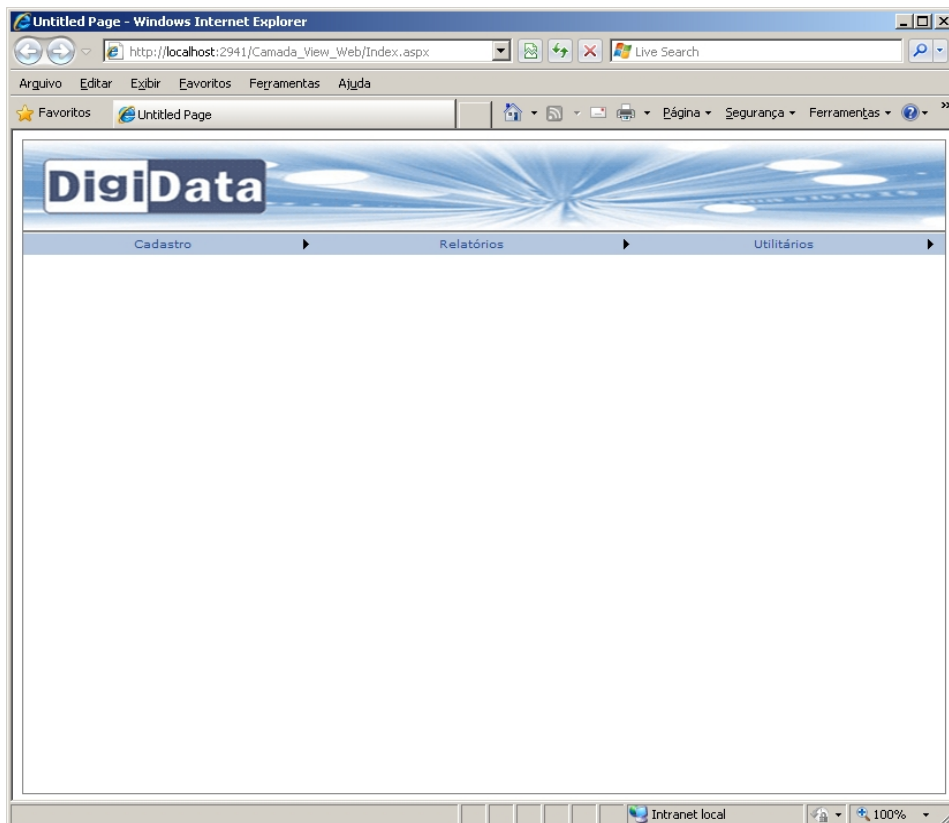 Untitled Page - Windows Internet Explorer
http://localhost:2941/Camada_View_Web/Index.aspx Live Search
Arquivo Editar Exibir Favoritos Ferramentas Ajuda
Favoritos Untitled Page Página Segurança Ferramentas
DigiData
Cadastro Relatórios Utilitários
Intranet local 100%